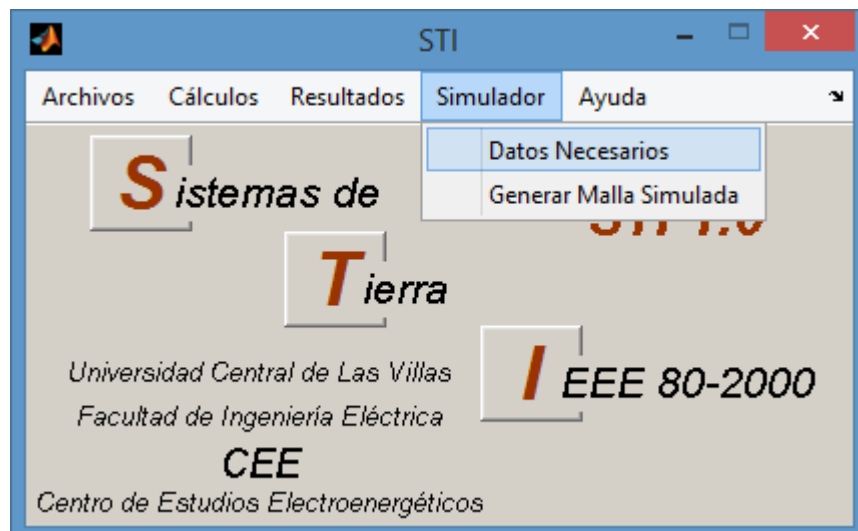 STI
Archivos Cálculos Resultados Simulador Ayuda
Datos Necesarios
Generar Malla Simulada
Sistemas de
Tierra
IEEE 80-2000
Universidad Central de Las Villas
Facultad de Ingeniería Eléctrica
CEE
Centro de Estudios Electroenergéticos